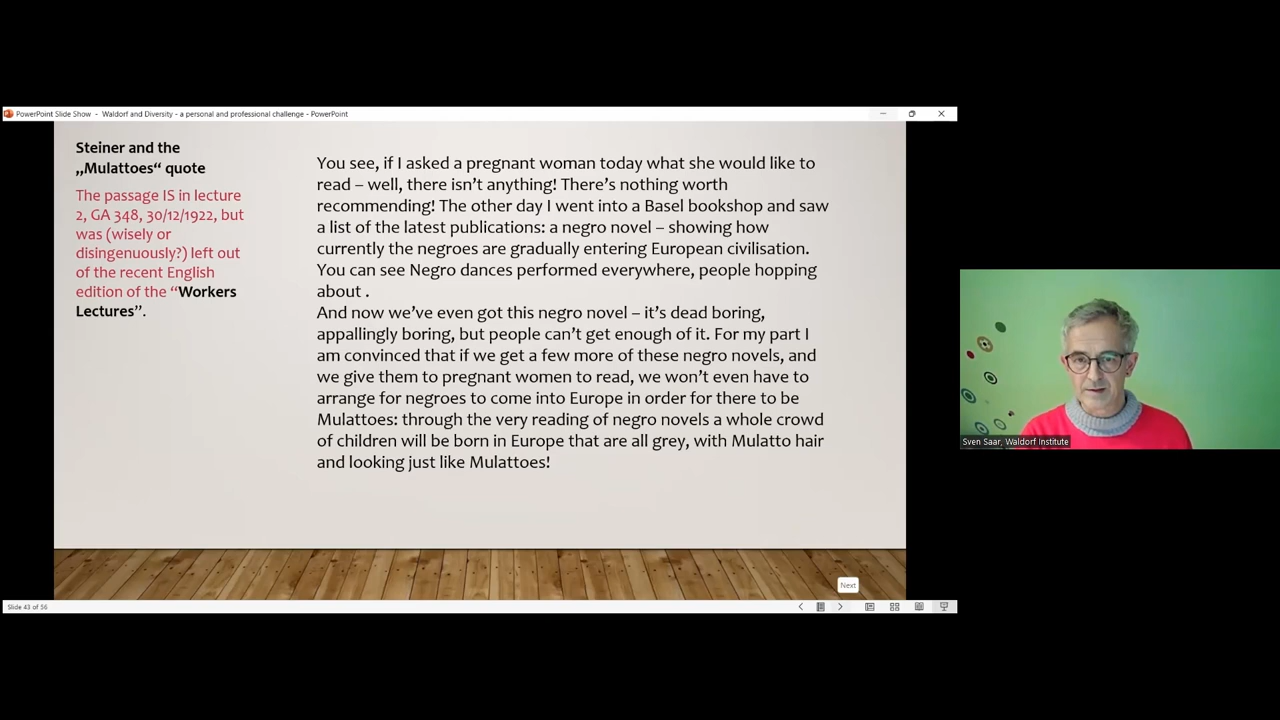 PowerPoint Slide Show - Waldorf and Diversity - a personal and professional challenge - PowerPoint
Steiner and the
„Mulattoes“ quote
The passage IS in lecture
2, GA 348, 30/12/1922, but
was (wisely or
disingenuously?) left out
of the recent English
edition of the “Workers
Lectures”.
You see, if I asked a pregnant woman today what she would like to
read – well, there isn’t anything! There’s nothing worth
recommending! The other day I went into a Basel bookshop and saw
a list of the latest publications: a negro novel – showing how
currently the negroes are gradually entering European civilisation.
You can see Negro dances performed everywhere, people hopping
about .
And now we’ve even got this negro novel – it’s dead boring,
appallingly boring, but people can’t get enough of it. For my part I
am convinced that if we get a few more of these negro novels, and
we give them to pregnant women to read, we won’t even have to
arrange for negroes to come into Europe in order for there to be
Mulattoes: through the very reading of negro novels a whole crowd
of children will be born in Europe that are all grey, with Mulatto hair
and looking just like Mulattoes!
Next
Slide 43 of 56
Sven Saar, Waldorf Institute